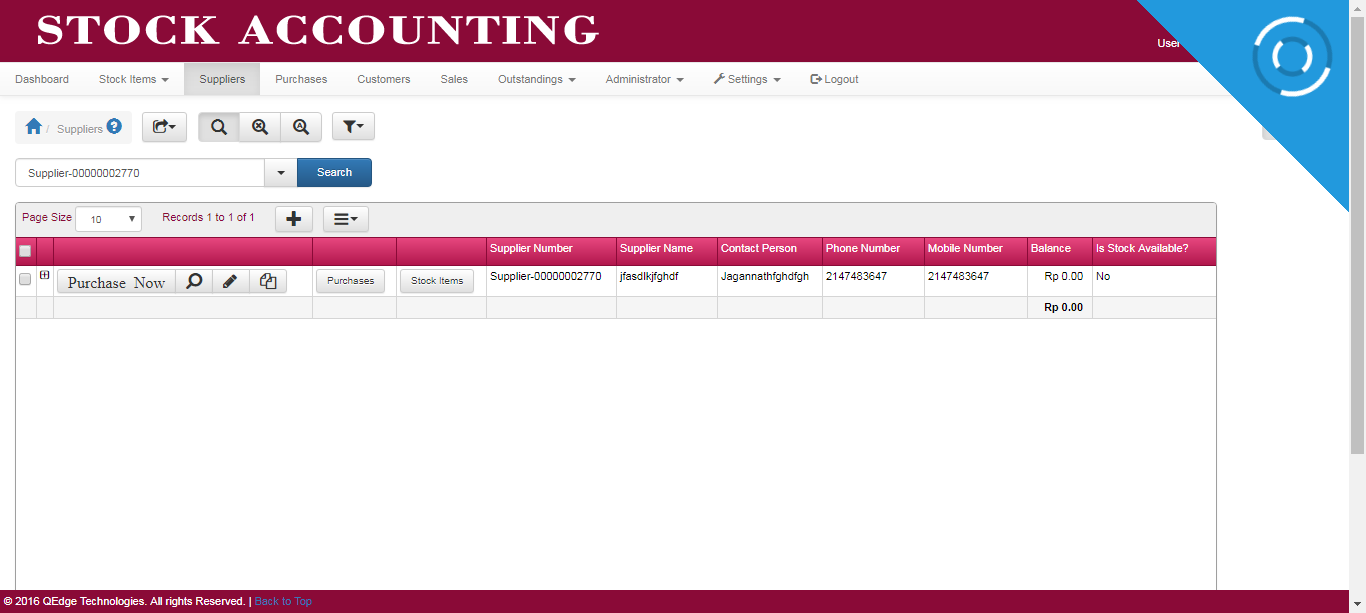 STOCK ACCOUNTING
User
Dashboard Stock Items Suppliers Purchases Customers Sales Outstandings Administrator Settings Logout
/ Suppliers ?
Supplier-00000002770 Search
Page Size 10 Records 1 to 1 of 1
Supplier Number Supplier Name Contact Person Phone Number Mobile Number Balance Is Stock Available?
Purchase Now Purchases Stock Items Supplier-00000002770 jfasdlkjfghdf Jagannathfghdfgh 2147483647 2147483647 Rp 0.00 No
Rp 0.00
© 2016 QEdge Technologies. All rights Reserved. | Back to Top